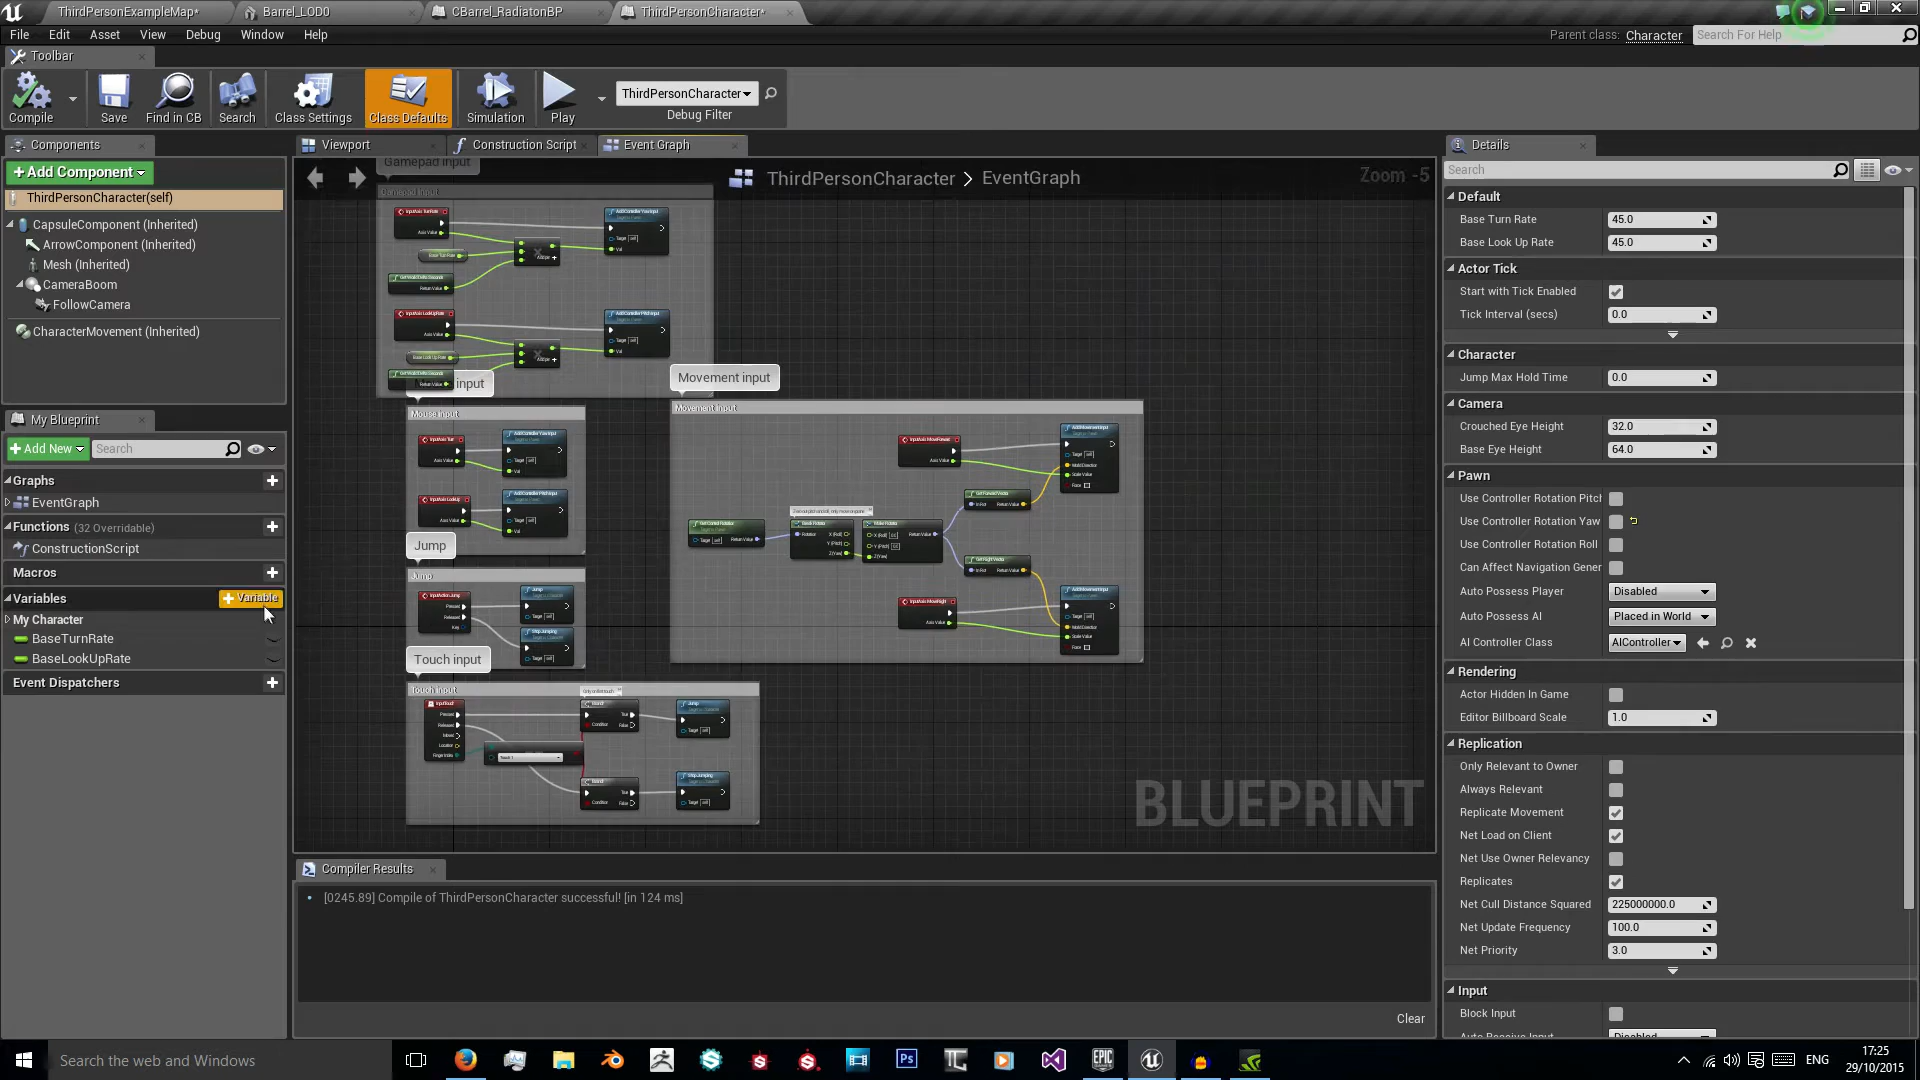 ThirdPersonExampleMap*
Barrel_LOD0
CBarrel_RadiatonBP
ThirdPersonCharacter*
File Edit Asset View Debug Window Help
Parent class: Character
Search For Help
Toolbar
Compile
Save
Find in CB
Search
Class Settings
Class Defaults
Simulation
Play
ThirdPersonCharacter
Debug Filter
Components
+Add Component
ThirdPersonCharacter(self)
CapsuleComponent (Inherited)
ArrowComponent (Inherited)
Mesh (Inherited)
CameraBoom
FollowCamera
CharacterMovement (Inherited)
My Blueprint
+Add New
Search
Graphs
EventGraph
Functions (32 Overridable)
ConstructionScript
Macros
Variables
+ Variable
My Character
BaseTurnRate
BaseLookUpRate
Event Dispatchers
Viewport
Construction Script
Event Graph
ThirdPersonCharacter > EventGraph
Zoom -5
Gamepad input
input
Mouse input
Movement input
Movement input
Jump
Jump
Touch input
Touch input
BLUEPRINT
Compiler Results
[0245.89] Compile of ThirdPersonCharacter successful! [in 124 ms]
Clear
Details
Search
Default
Base Turn Rate 45.0
Base Look Up Rate 45.0
Actor Tick
Start with Tick Enabled
Tick Interval (secs) 0.0
Character
Jump Max Hold Time 0.0
Camera
Crouched Eye Height 32.0
Base Eye Height 64.0
Pawn
Use Controller Rotation Pitch
Use Controller Rotation Yaw
Use Controller Rotation Roll
Can Affect Navigation Gener
Auto Possess Player Disabled
Auto Possess AI Placed in World
AI Controller Class AIController
Rendering
Actor Hidden In Game
Editor Billboard Scale 1.0
Replication
Only Relevant to Owner
Always Relevant
Replicate Movement
Net Load on Client
Net Use Owner Relevancy
Replicates
Net Cull Distance Squared 225000000.0
Net Update Frequency 100.0
Net Priority 3.0
Input
Block Input
Auto Receive Input Disabled
Search the web and Windows
ENG
17:25
29/10/2015